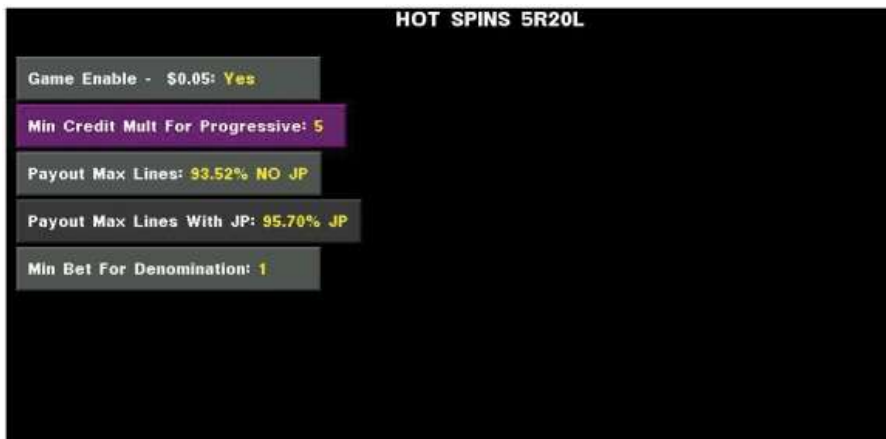 HOT SPINS 5R20L
Game Enable - $0.05: Yes
Min Credit Mult For Progressive: 5
Payout Max Lines: 93.52% NO JP
Payout Max Lines With JP: 95.70% JP
Min Bet For Denomination: 1